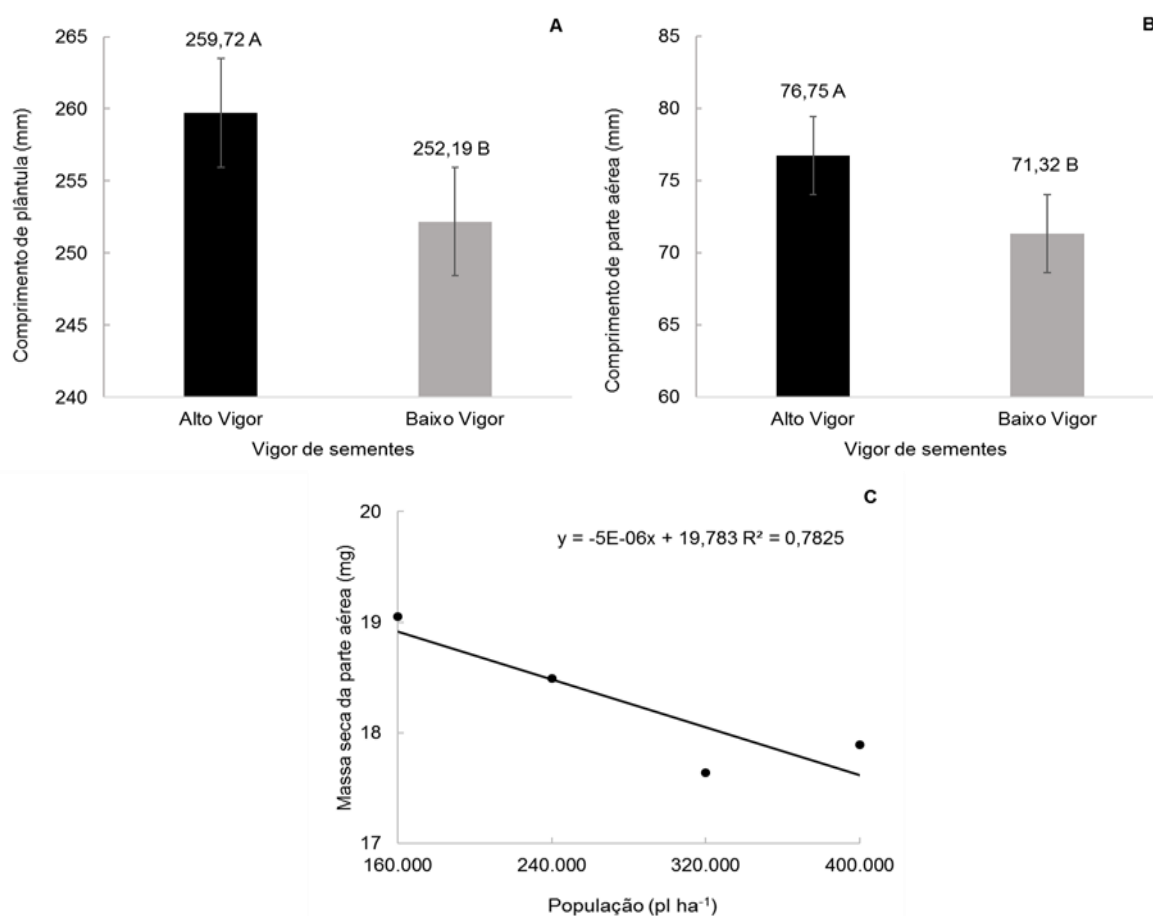 A
Comprimento de plântula (mm)
265
260
255
250
245
240
259,72 A
252,19 B
Alto Vigor
Baixo Vigor
Vigor de sementes
B
Comprimento de parte aérea (mm)
85
80
75
70
65
60
76,75 A
71,32 B
Alto Vigor
Baixo Vigor
Vigor de sementes
C
Massa seca da parte aérea (mg)
20
19
18
17
y = -5E-06x + 19,783 R² = 0,7825
160.000
240.000
320.000
400.000
População (pl ha⁻¹)